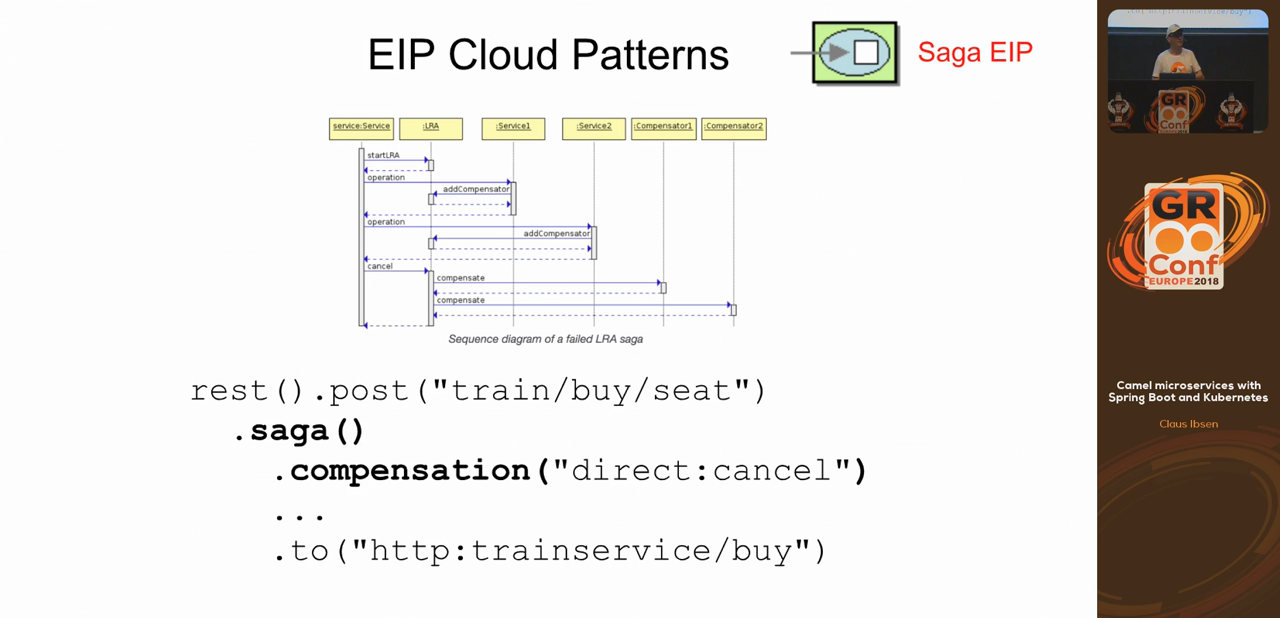 EIP Cloud Patterns
Saga EIP
service:Service
:LRA
:Service1
:Service2
:Compensator1
:Compensator2
startLRA
operation
addCompensator
operation
addCompensator
cancel
compensate
compensate
Sequence diagram of a failed LRA saga
rest().post("train/buy/seat")
.saga()
.compensation("direct:cancel")
...
.to("http:trainservice/buy")
GR
Conf
GR
Conf
EUROPE 2018
Camel microservices with
Spring Boot and Kubernetes
Claus Ibsen